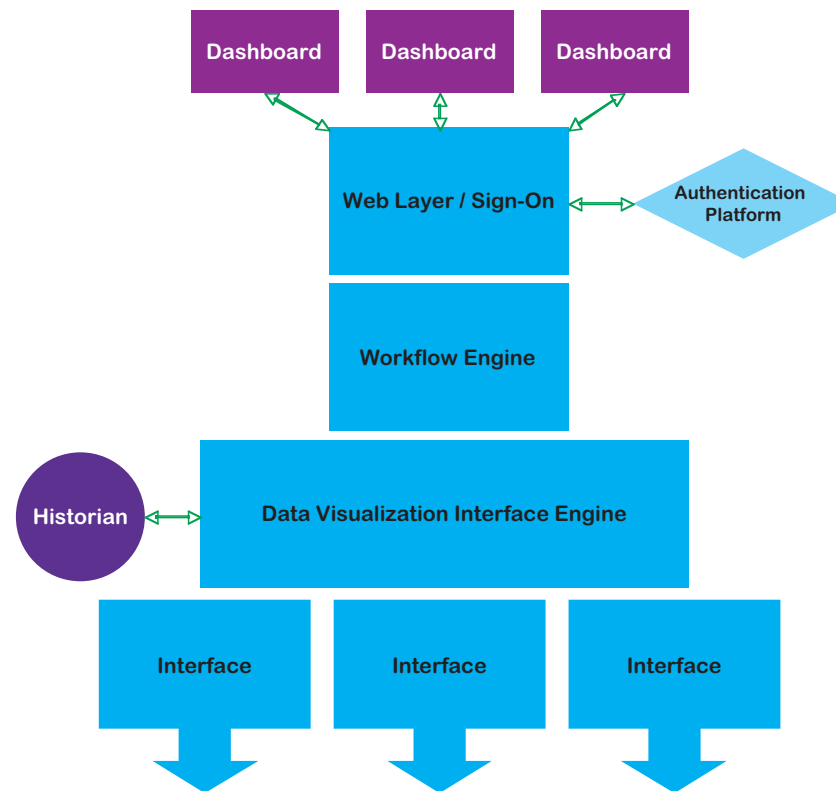 Dashboard
Dashboard
Dashboard
Web Layer / Sign-On
Authentication
Platform
Workflow Engine
Historian
Data Visualization Interface Engine
Interface
Interface
Interface